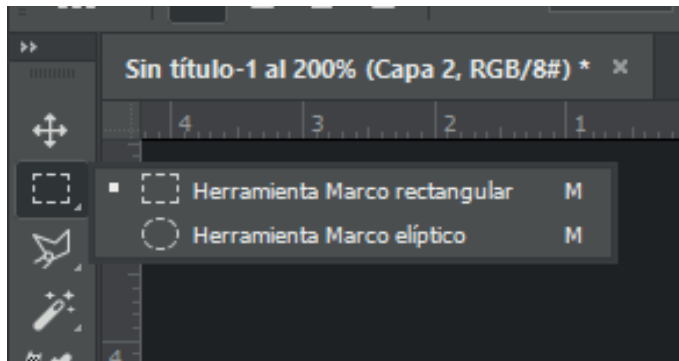 Sin título-1 al 200% (Capa 2, RGB/8#) * ×
4 3 2 1
Herramienta Marco rectangular M
Herramienta Marco elíptico M
4